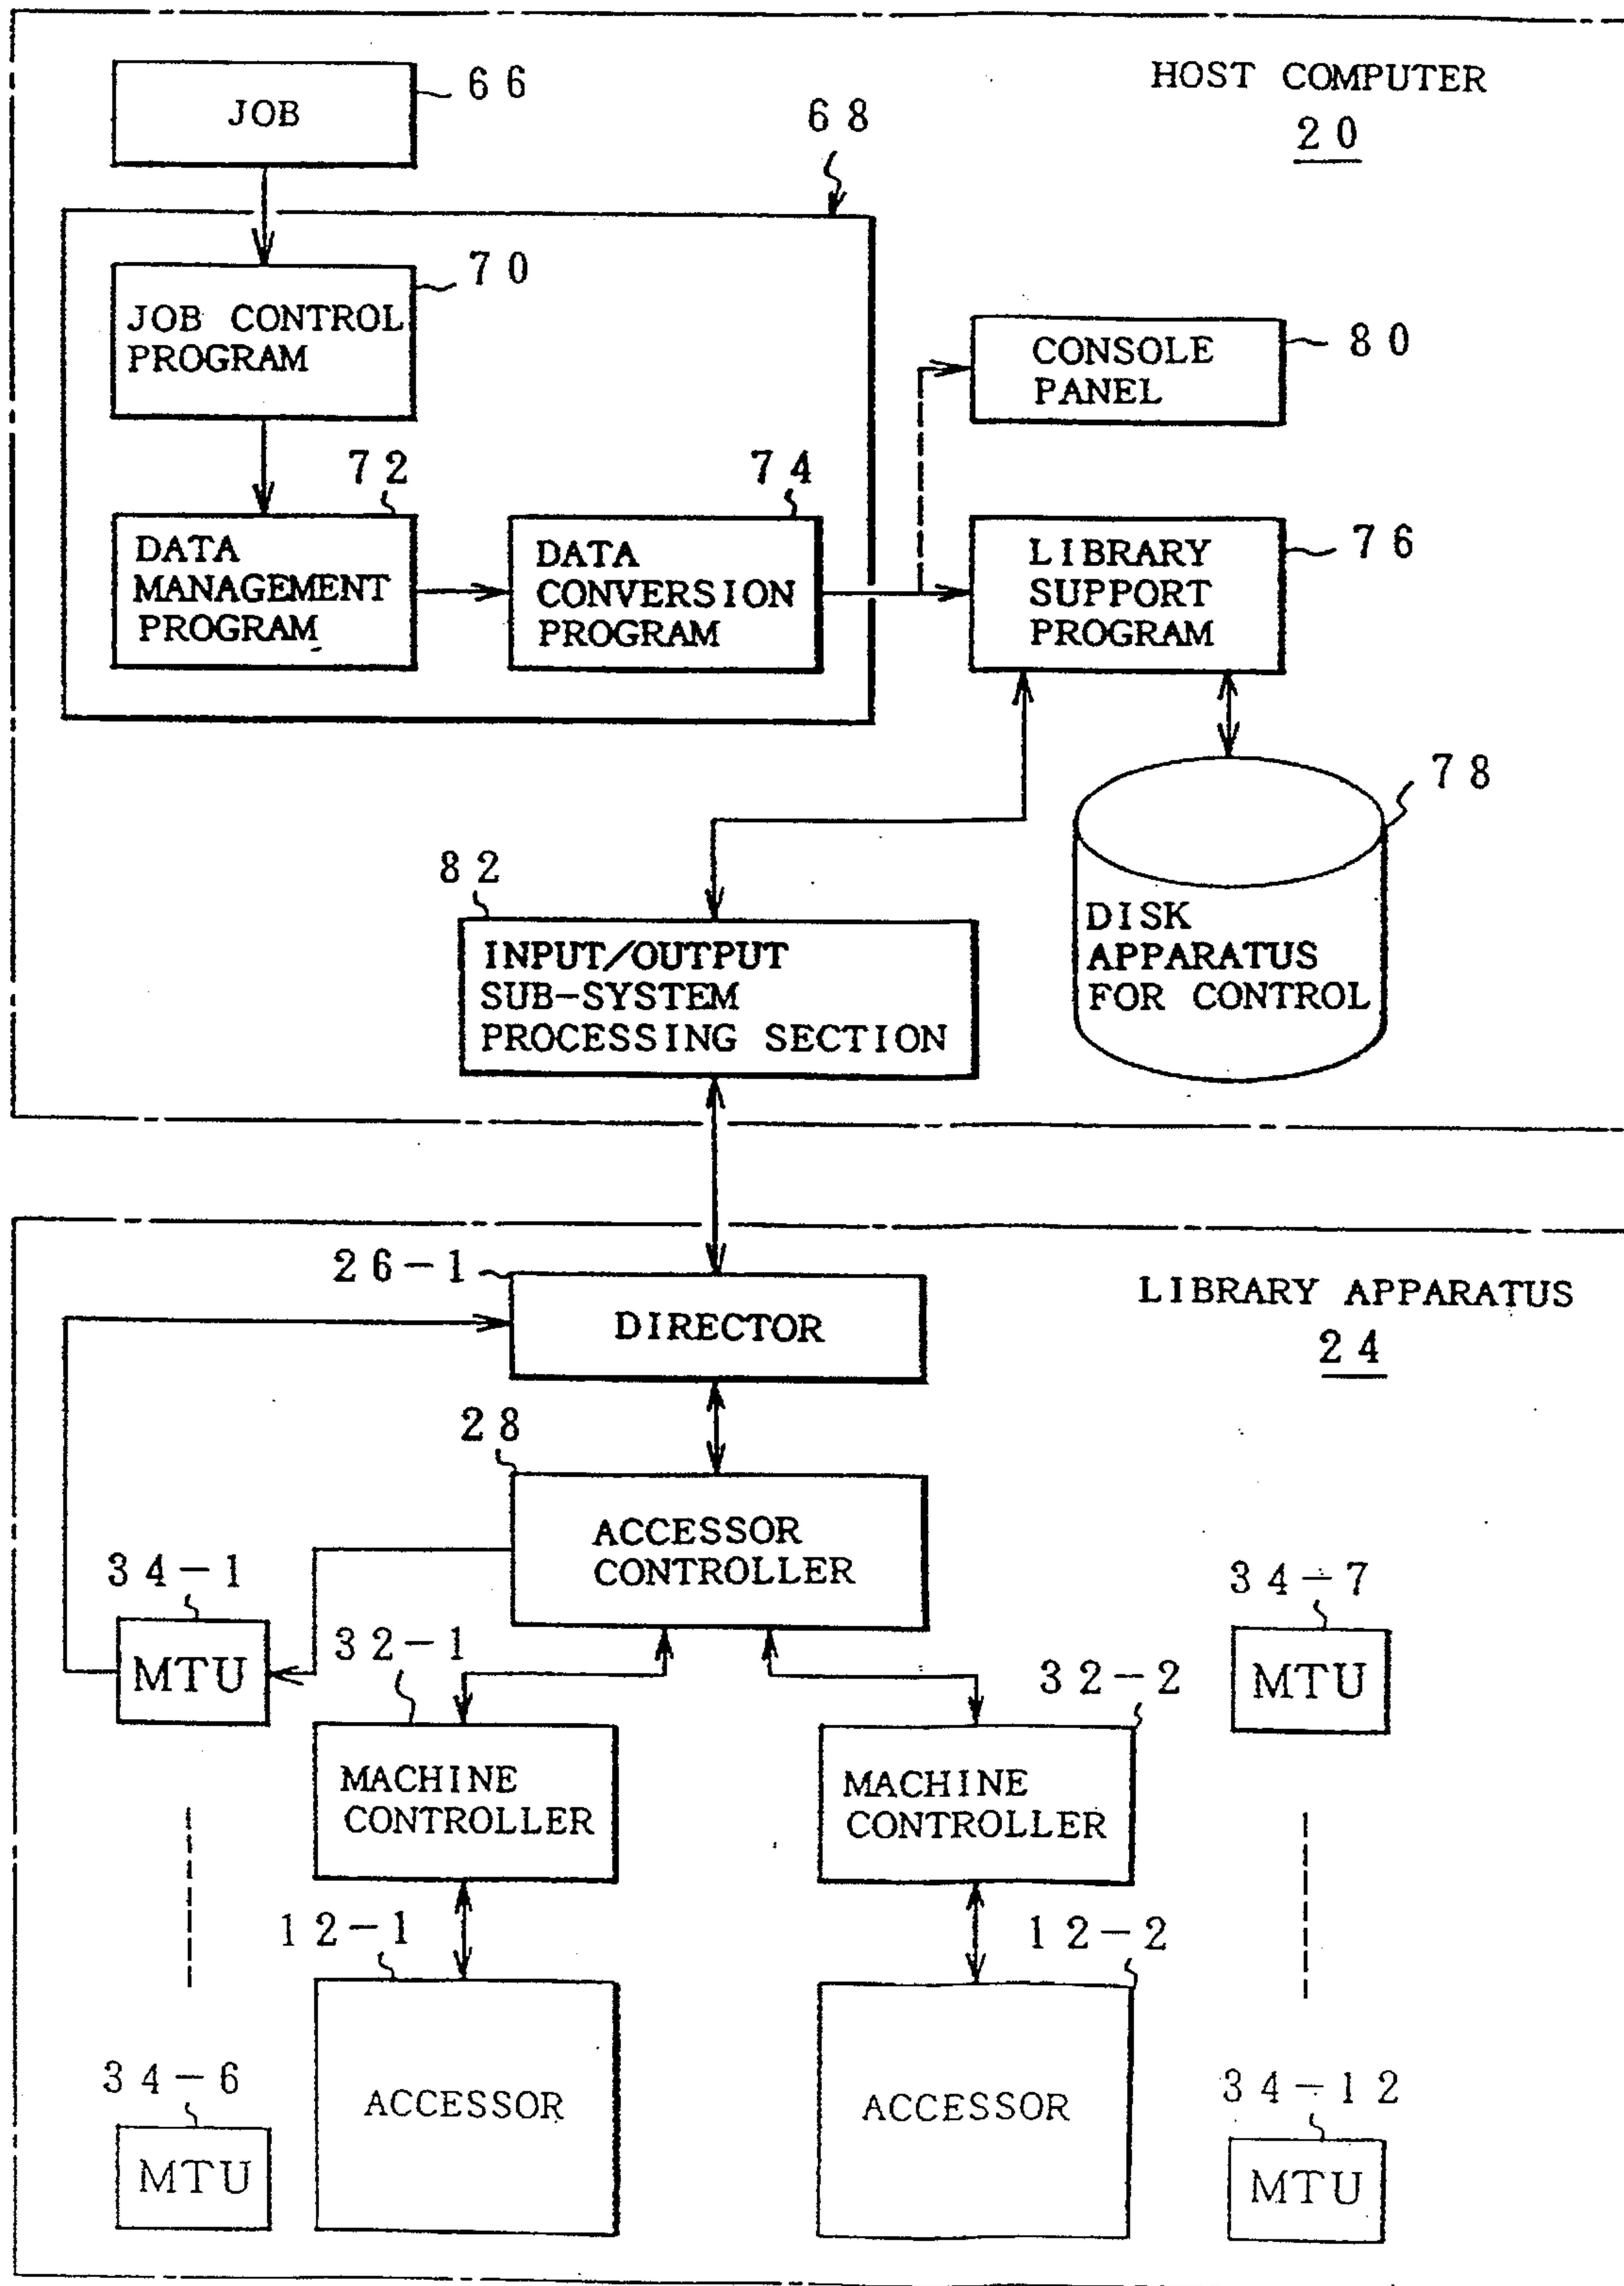 HOST COMPUTER
20
JOB
66
68
JOB CONTROL
PROGRAM
70
CONSOLE
PANEL
80
72
DATA
MANAGEMENT
PROGRAM
74
DATA
CONVERSION
PROGRAM
LIBRARY
SUPPORT
PROGRAM
76
78
DISK
APPARATUS
FOR CONTROL
82
INPUT/OUTPUT
SUB-SYSTEM
PROCESSING SECTION
26-1
DIRECTOR
LIBRARY APPARATUS
24
28
ACCESSOR
CONTROLLER
34-1
MTU
34-7
MTU
32-1
MACHINE
CONTROLLER
32-2
MACHINE
CONTROLLER
12-1
ACCESSOR
12-2
ACCESSOR
34-6
MTU
34-12
MTU